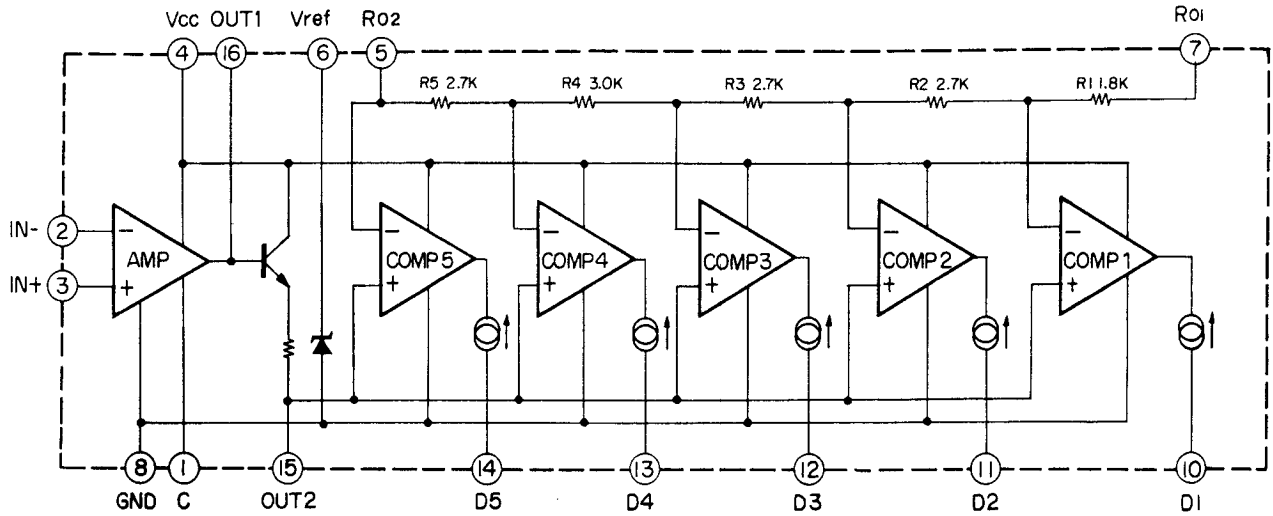 Vcc OUT1 Vref RO2 RO1
4 16 6 5 7
R5 2.7K R4 3.0K R3 2.7K R2 2.7K R1 1.8K
IN- 2
IN+ 3
- AMP +
- COMP5 +
- COMP4 +
- COMP3 +
- COMP2 +
- COMP1 +
8 1 15 14 13 12 11 10
GND C OUT2 D5 D4 D3 D2 D1